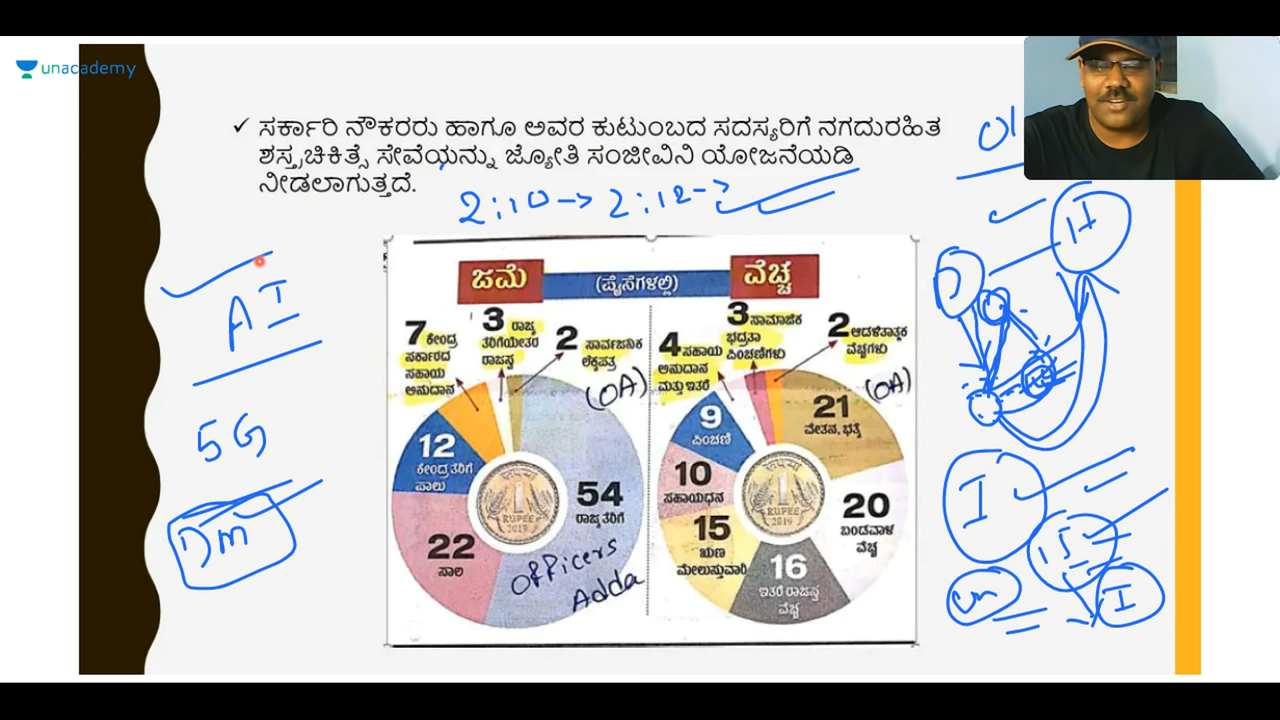 unacademy
✓ ಸರ್ಕಾರಿ ನೌಕರರು ಹಾಗೂ ಅವರ ಕುಟುಂಬದ ಸದಸ್ಯರಿಗೆ ನಗದುರಹಿತ
ಶಸ್ತ್ರಚಿಕಿತ್ಸೆ ಸೇವೆಯನ್ನು ಜ್ಯೋತಿ ಸಂಜೀವಿನಿ ಯೋಜನೆಯಡಿ
ನೀಡಲಾಗುತ್ತದೆ.
2:10 → 2:12 →
AI
5G
DM
ಜಮೆ
(ಪೈಸೆಗಳಲ್ಲಿ)
ವೆಚ್ಚ
7 ಕೇಂದ್ರ
ಸರ್ಕಾರದ
ಸಹಾಯ
ಅನುದಾನ
3 ರಾಜ್ಯ
ತೆರಿಗೆಯೇತರ
ರಾಜಸ್ವ
2 ಸಾರ್ವಜನಿಕ
ಲೆಕ್ಕಪತ್ರ
(OA)
12
ಕೇಂದ್ರ ತೆರಿಗೆ
ಪಾಲು
54
ರಾಜ್ಯ ತೆರಿಗೆ
22
ಸಾಲ
Officers
Adda
1
RUPEE
2019
4 ಸಹಾಯ
ಅನುದಾನ
ಮತ್ತು ಇತರೆ
3 ಸಾಮಾಜಿಕ
ಭದ್ರತಾ
ಪಿಂಚಣಿಗಳು
2 ಆಡಳಿತಾತ್ಮಕ
ವೆಚ್ಚಗಳು
(OA)
9
ಪಿಂಚಣಿ
21
ವೇತನ, ಭತ್ಯೆ
10
ಸಹಾಯಧನ
20
ಬಂಡವಾಳ
ವೆಚ್ಚ
15
ಋಣ
ಮೇಲುಸ್ತುವಾರಿ
16
ಇತರೆ ರಾಜಸ್ವ
ವೆಚ್ಚ
1
RUPEE
2019
H
I
I